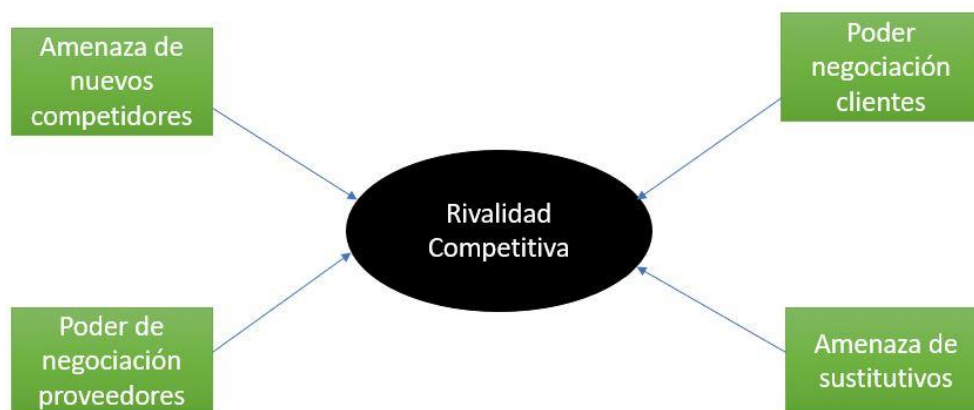 Amenaza de
nuevos
competidores
Poder
negociación
clientes
Rivalidad
Competitiva
Poder de
negociación
proveedores
Amenaza de
sustitutivos